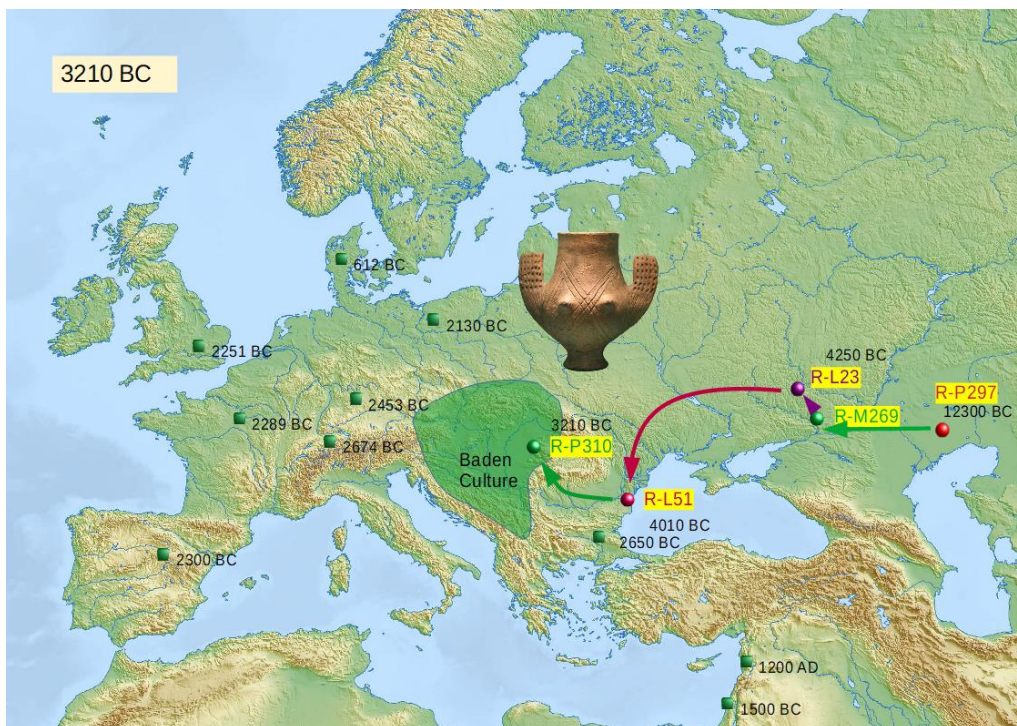 3210 BC
612 BC
2130 BC
2251 BC
4250 BC
R-L23
R-P297
2453 BC
12300 BC
2289 BC
R-M269
3210 BC
2674 BC
R-P310
Baden
Culture
R-L51
4010 BC
2650 BC
2300 BC
1200 AD
1500 BC